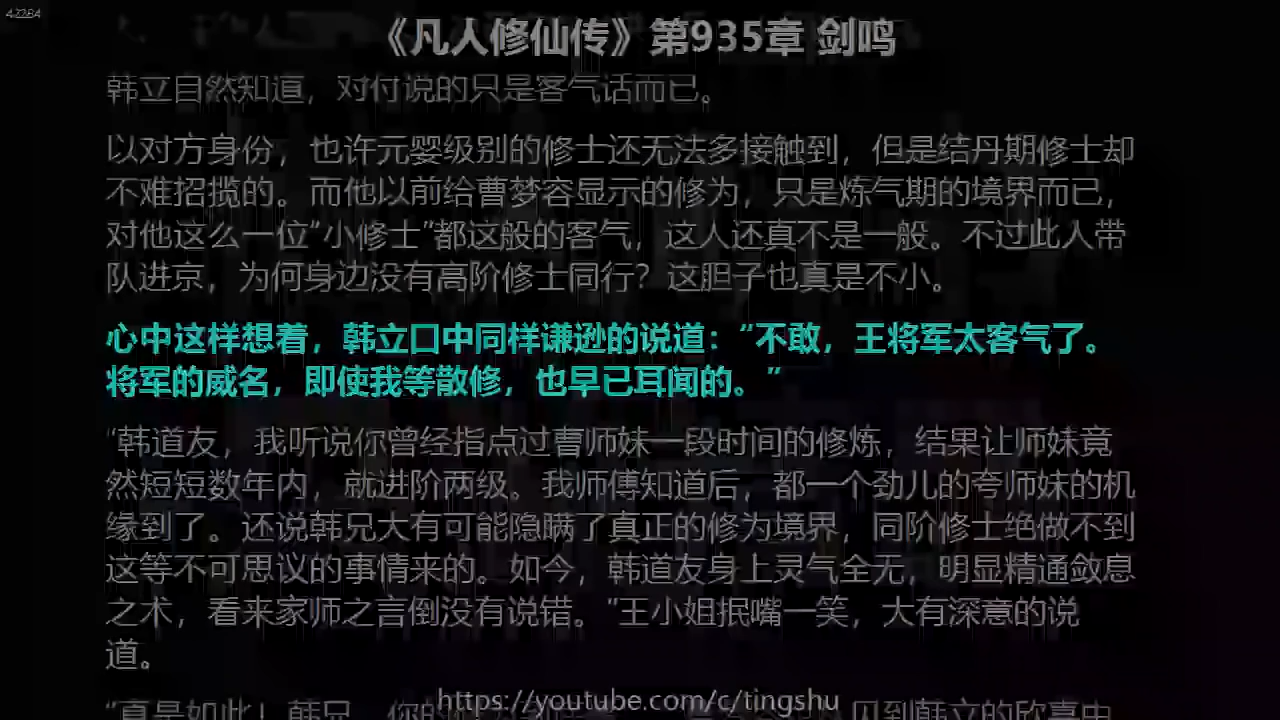 42284
《凡人修仙传》第935章 剑鸣
韩立自然知道，对付说的只是客气话而已。
以对方身份，也许元婴级别的修士还无法多接触到，但是结丹期修士却
不难招揽的。而他以前给曹梦容显示的修为，只是炼气期的境界而已，
对他这么一位“小修士”都这般的客气，这人还真不是一般。不过此人带
队进京，为何身边没有高阶修士同行？这胆子也真是不小。
心中这样想着，韩立口中同样谦逊的说道：“不敢，王将军太客气了。
将军的威名，即使我等散修，也早已耳闻的。”
“韩道友，我听说你曾经指点过曹师妹一段时间的修炼，结果让师妹竟
然短短数年内，就进阶两级。我师傅知道后，都一个劲儿的夸师妹的机
缘到了。还说韩兄大有可能隐瞒了真正的修为境界，同阶修士绝做不到
这等不可思议的事情来的。如今，韩道友身上灵气全无，明显精通敛息
之术，看来家师之言倒没有说错。”王小姐抿嘴一笑，大有深意的说
道。
“真是如此！韩兄，你的
见到韩立的欣喜中
https://youtube.com/c/tingshu